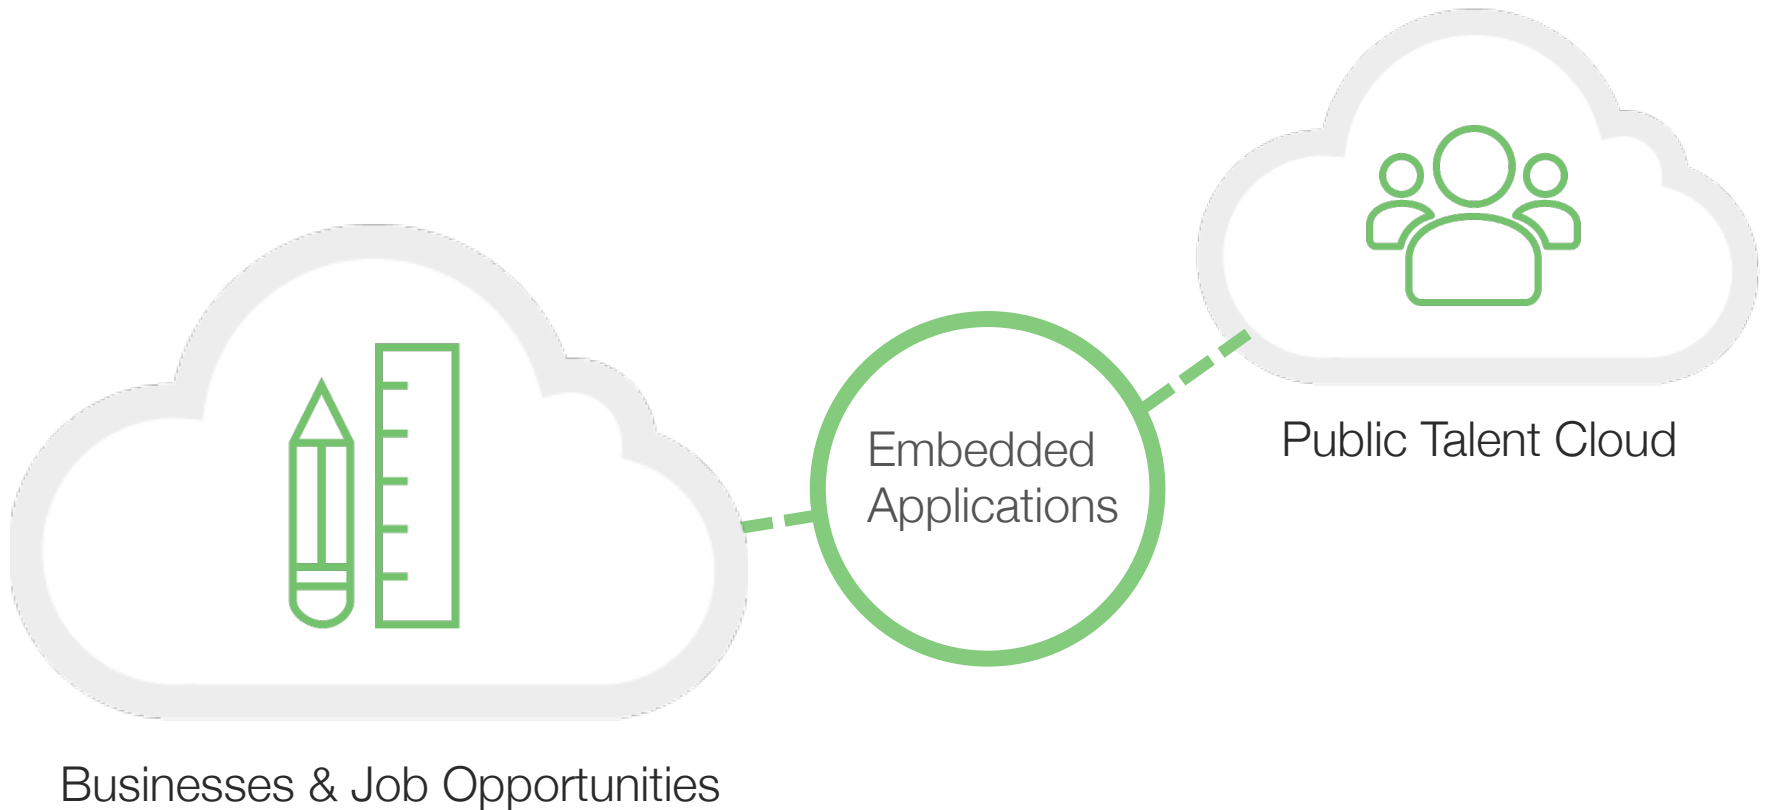 Embedded
Applications
Public Talent Cloud
Businesses & Job Opportunities